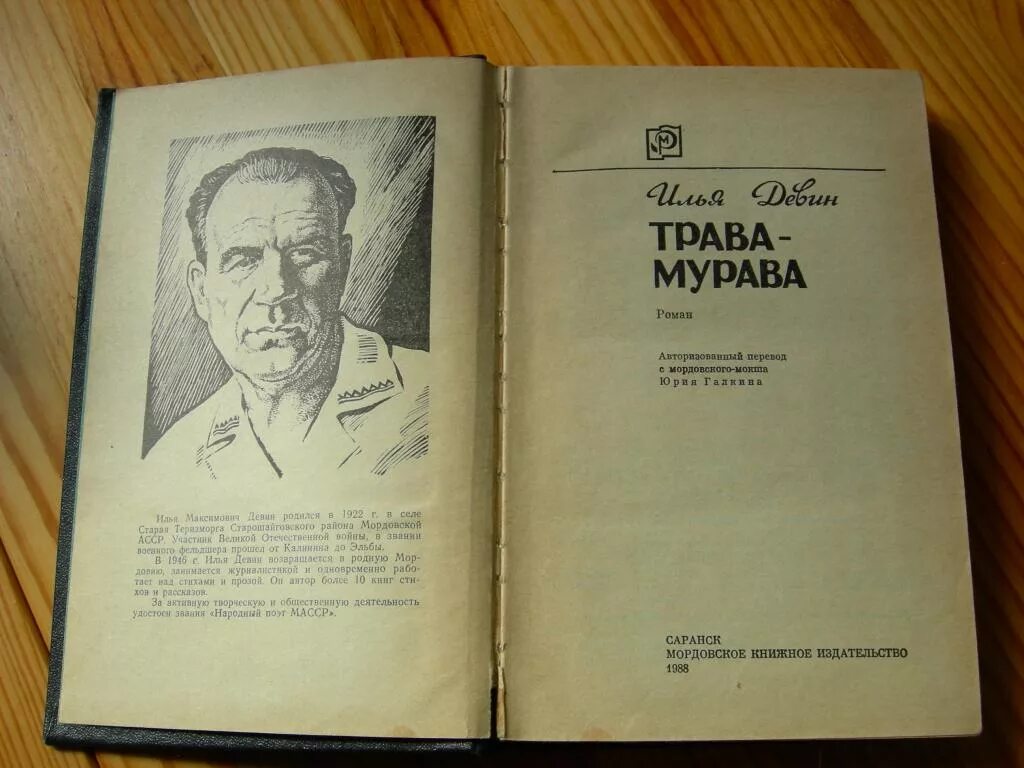 Илья Максимович Девин родился в 1922 г. в селе
Старая Теризморга Старошайговского района Мордовской
АССР. Участник Великой Отечественной войны, в звании
военного фельдшера прошел от Калинина до Эльбы.
В 1946 г. Илья Девин возвращается в родную Мор-
довию, занимается журналистикой и одновременно рабо-
тает над стихами и прозой. Он автор более 10 книг сти-
хов и рассказов.
За активную творческую и общественную деятельность
удостоен звания «Народный поэт МАССР».
М
Илья Девин
ТРАВА-
МУРАВА
Роман
Авторизованный перевод
с мордовского-мокша
Юрия Галкина
САРАНСК
МОРДОВСКОЕ КНИЖНОЕ ИЗДАТЕЛЬСТВО
1988